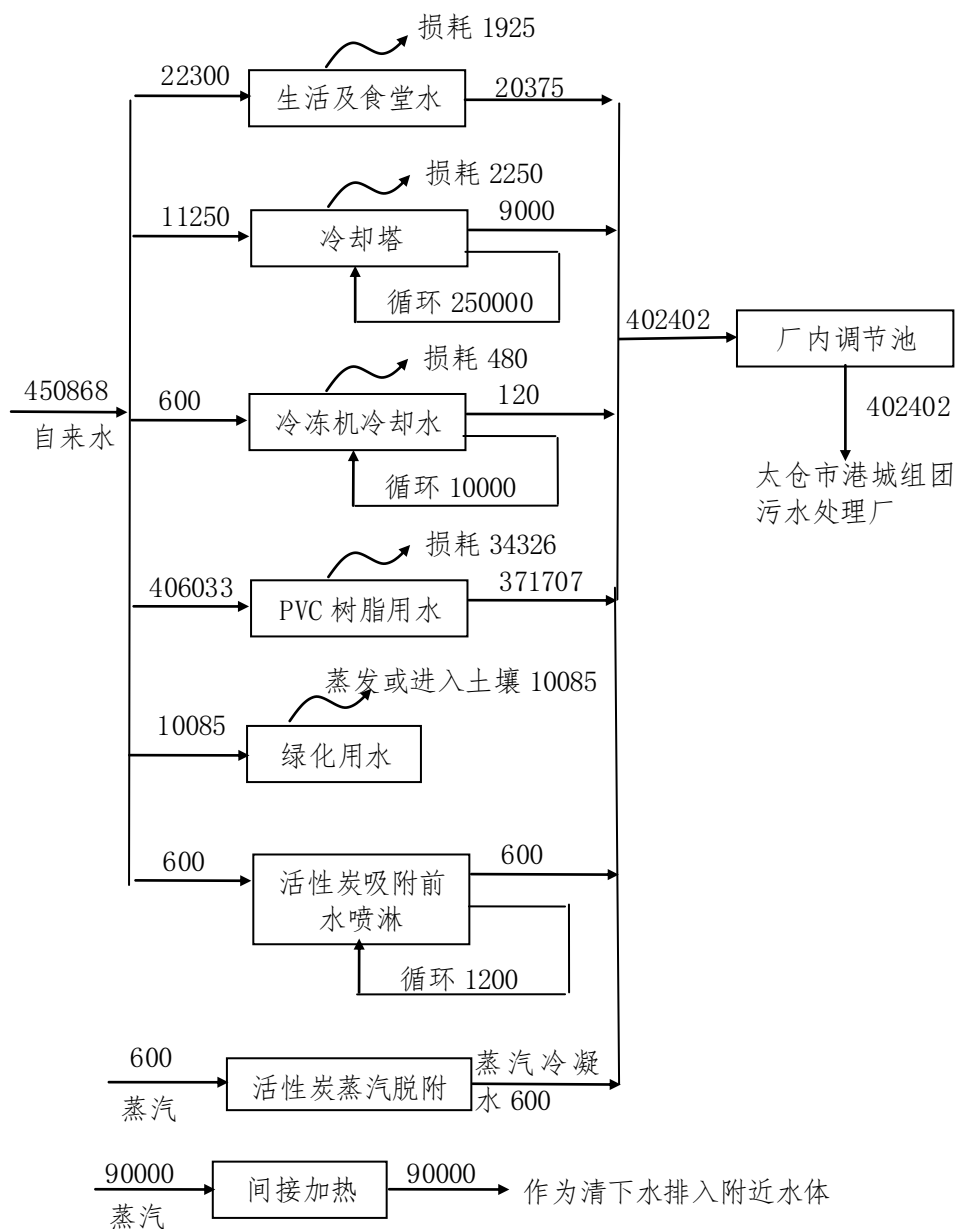 损耗 1925
22300
生活及食堂水
20375
损耗 2250
11250
冷却塔
9000
循环 250000
402402
厂内调节池
损耗 480
450868
自来水
600
冷冻机冷却水
120
402402
循环 10000
太仓市港城组团
污水处理厂
损耗 34326
406033
PVC 树脂用水
371707
蒸发或进入土壤 10085
10085
绿化用水
600
活性炭吸附前
水喷淋
600
循环 1200
600
蒸汽
活性炭蒸汽脱附
蒸汽冷凝
水 600
90000
蒸汽
间接加热
90000
作为清下水排入附近水体